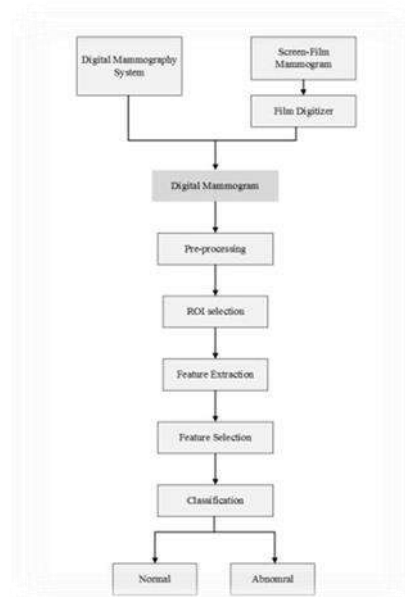 Digital Mammography
System
Screen-Film
Mammogram
Film Digitizer
Digital Mammogram
Pre-processing
ROI selection
Feature Extraction
Feature Selection
Classification
Normal
Abnomral